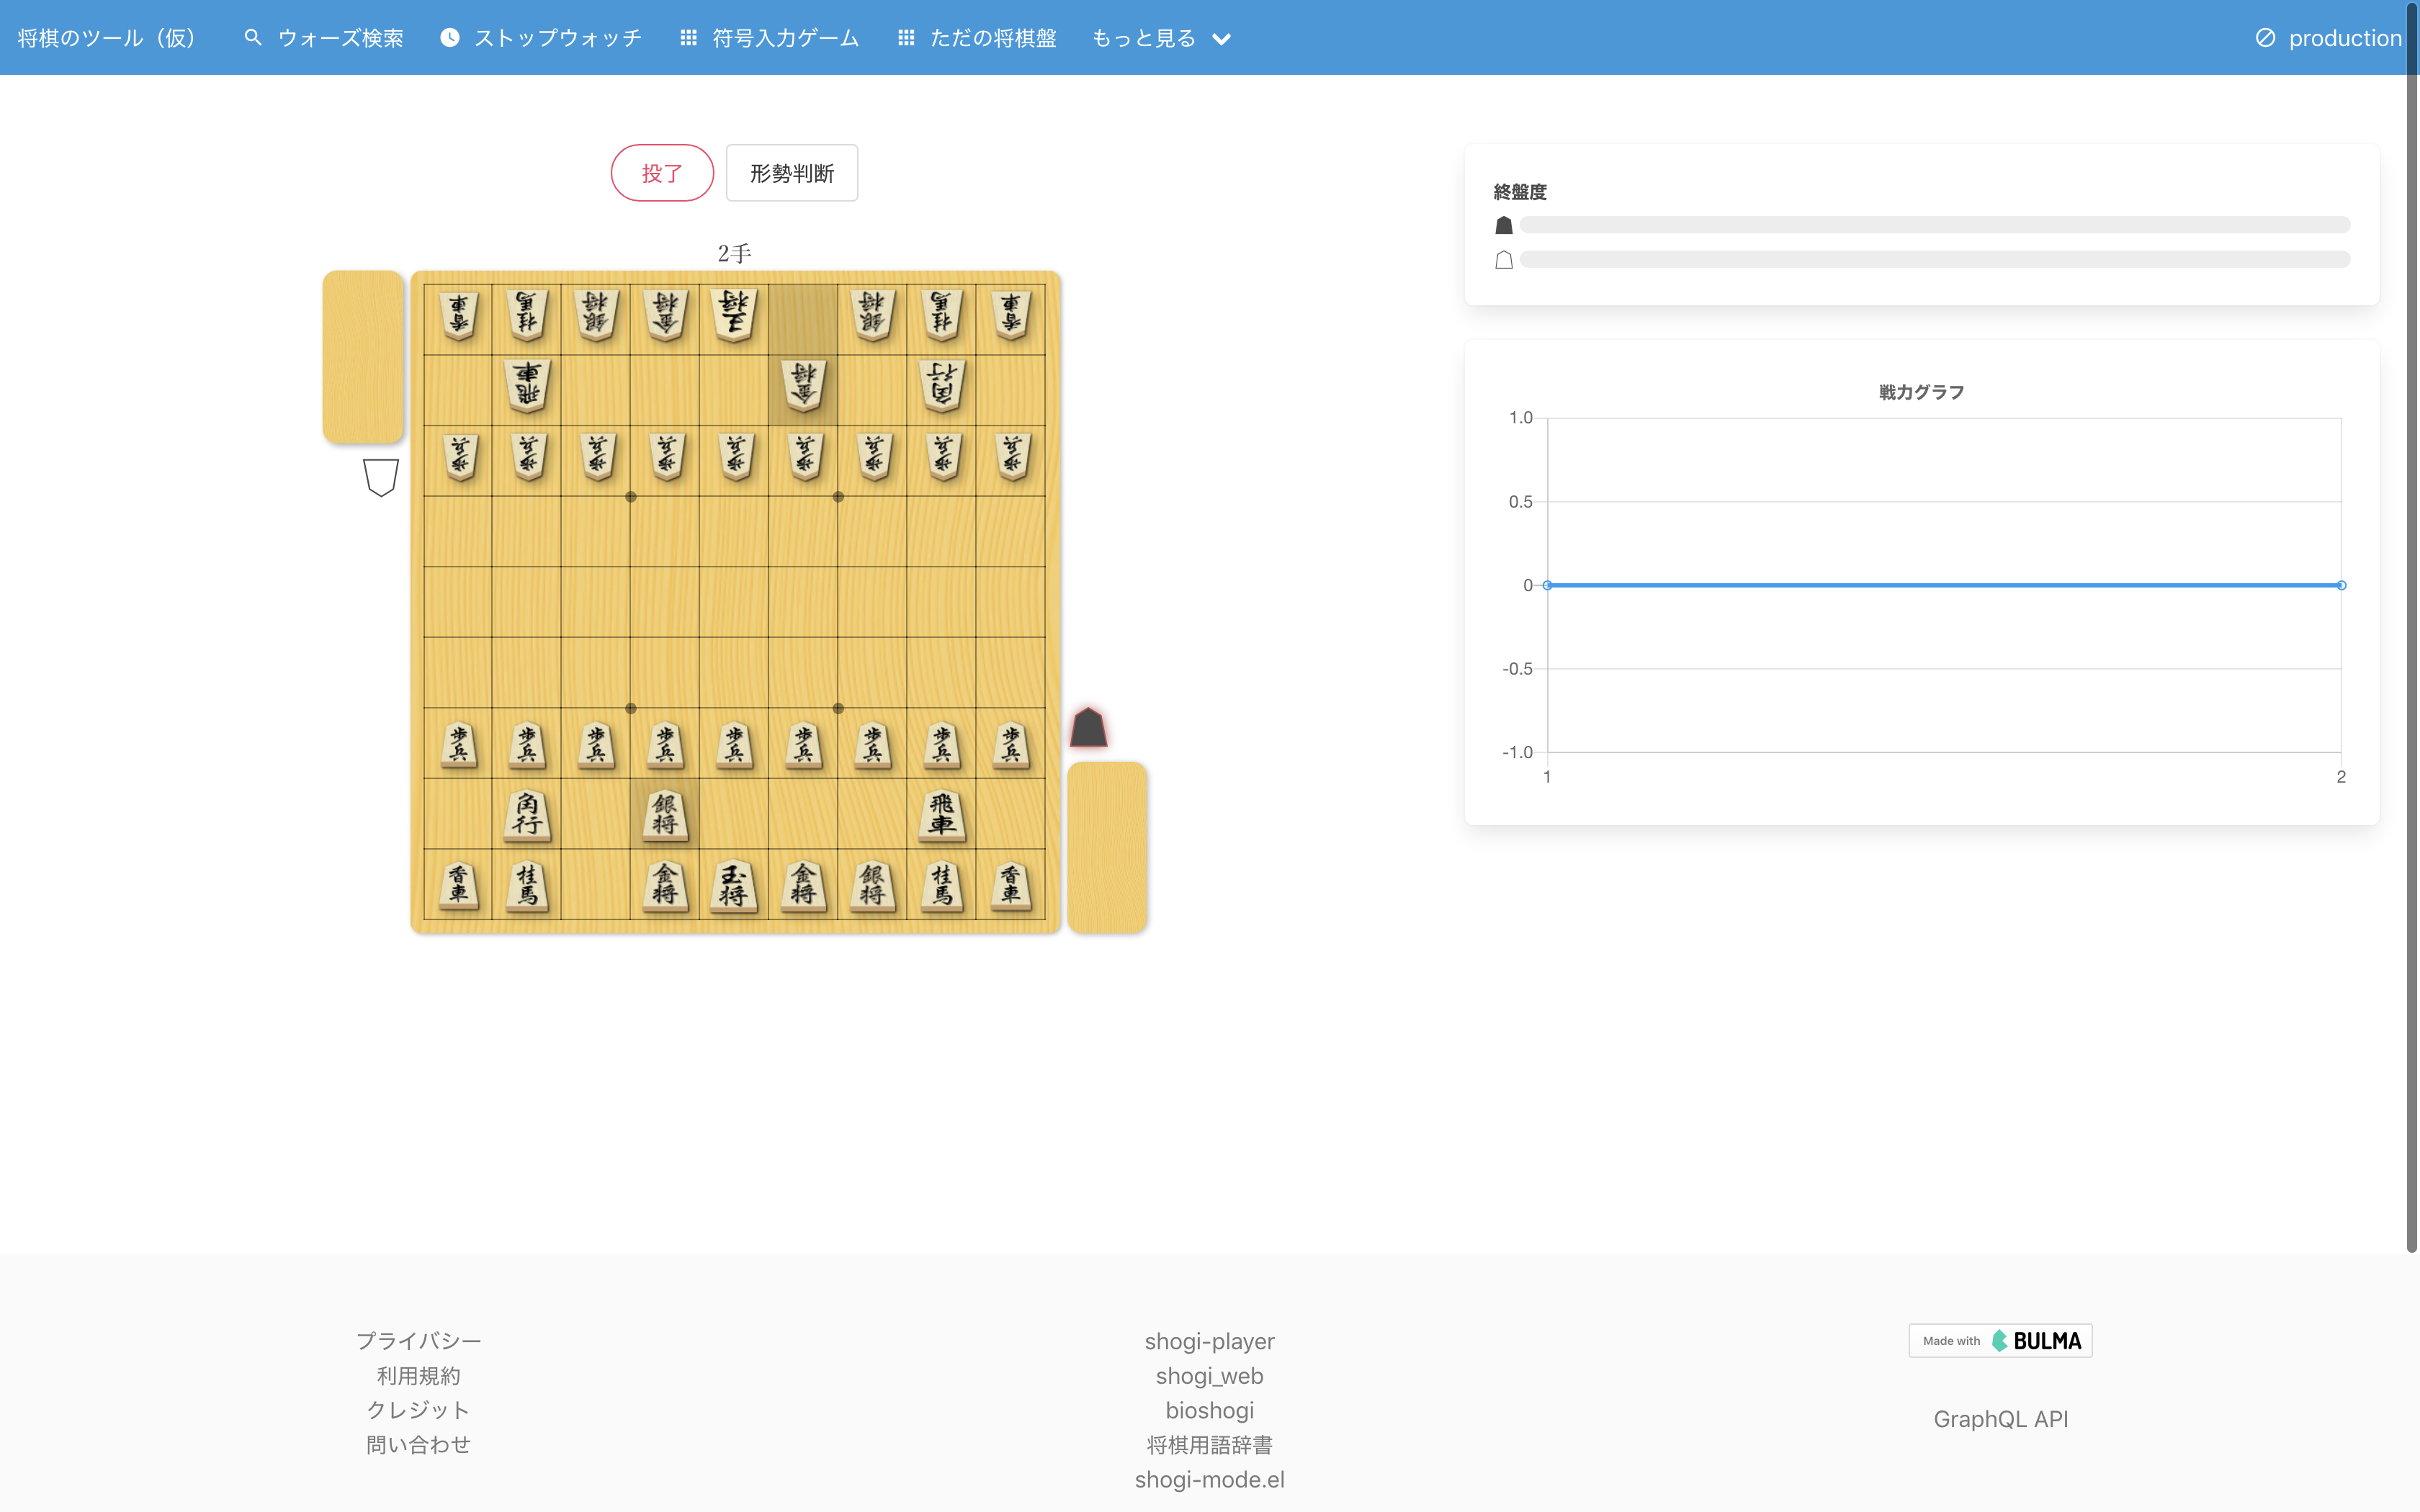 将棋のツール（仮） ウォーズ検索 ストップウォッチ 符号入力ゲーム ただの将棋盤 もっと見る production
投了 形勢判断
2手
香車 桂馬 銀将 金将 王将 銀将 桂馬 香車
飛車 金将 角行
歩兵 歩兵 歩兵 歩兵 歩兵 歩兵 歩兵 歩兵 歩兵
歩兵 歩兵 歩兵 歩兵 歩兵 歩兵 歩兵 歩兵 歩兵
角行 銀将 飛車
香車 桂馬 金将 玉将 金将 銀将 桂馬 香車
終盤度
戦力グラフ
1.0
0.5
0
-0.5
-1.0
1 2
プライバシー
利用規約
クレジット
問い合わせ
shogi-player
shogi_web
bioshogi
将棋用語辞書
shogi-mode.el
Made with BULMA
GraphQL API